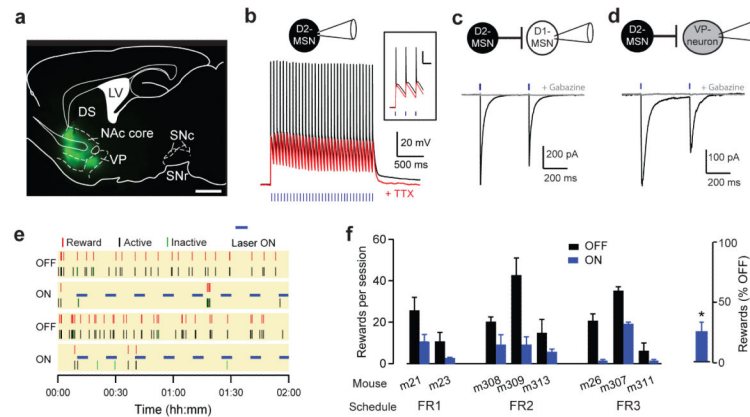 a
LV
DS
NAc core
VP
SNc
SNr
b
D2-
MSN
20 mV
500 ms
+ TTX
c
D2-
MSN
D1-
MSN
+ Gabazine
200 pA
200 ms
d
D2-
MSN
VP-
neuron
+ Gabazine
100 pA
200 ms
e
Reward Active Inactive Laser ON
OFF
ON
OFF
ON
00:00 00:30 01:00 01:30 02:00
Time (hh:mm)
f
OFF
ON
Rewards per session
60
40
20
0
Rewards (% OFF)
100
50
0
*
Mouse m21 m23 m308 m309 m313 m26 m307 m311
Schedule FR1 FR2 FR3